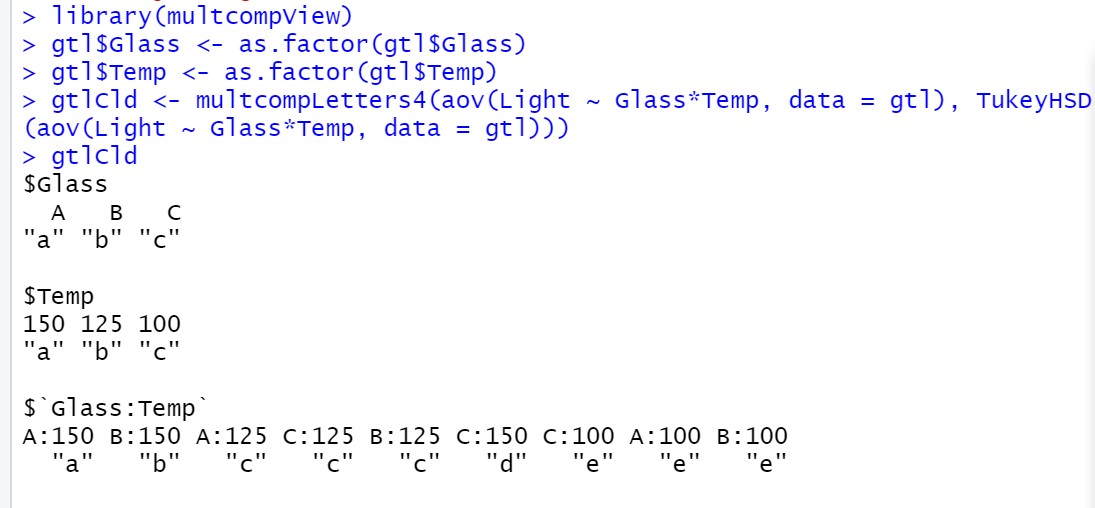 > library(multcompView)
> gtl$Glass <- as.factor(gtl$Glass)
> gtl$Temp <- as.factor(gtl$Temp)
> gtlCld <- multcompLetters4(aov(Light ~ Glass*Temp, data = gtl), TukeyHSD
(aov(Light ~ Glass*Temp, data = gtl)))
> gtlCld
$Glass
  A   B   C
"a" "b" "c"

$Temp
150 125 100
"a" "b" "c"

$`Glass:Temp`
A:150 B:150 A:125 C:125 B:125 C:150 C:100 A:100 B:100
  "a"   "b"   "c"   "c"   "c"   "d"   "e"   "e"   "e"